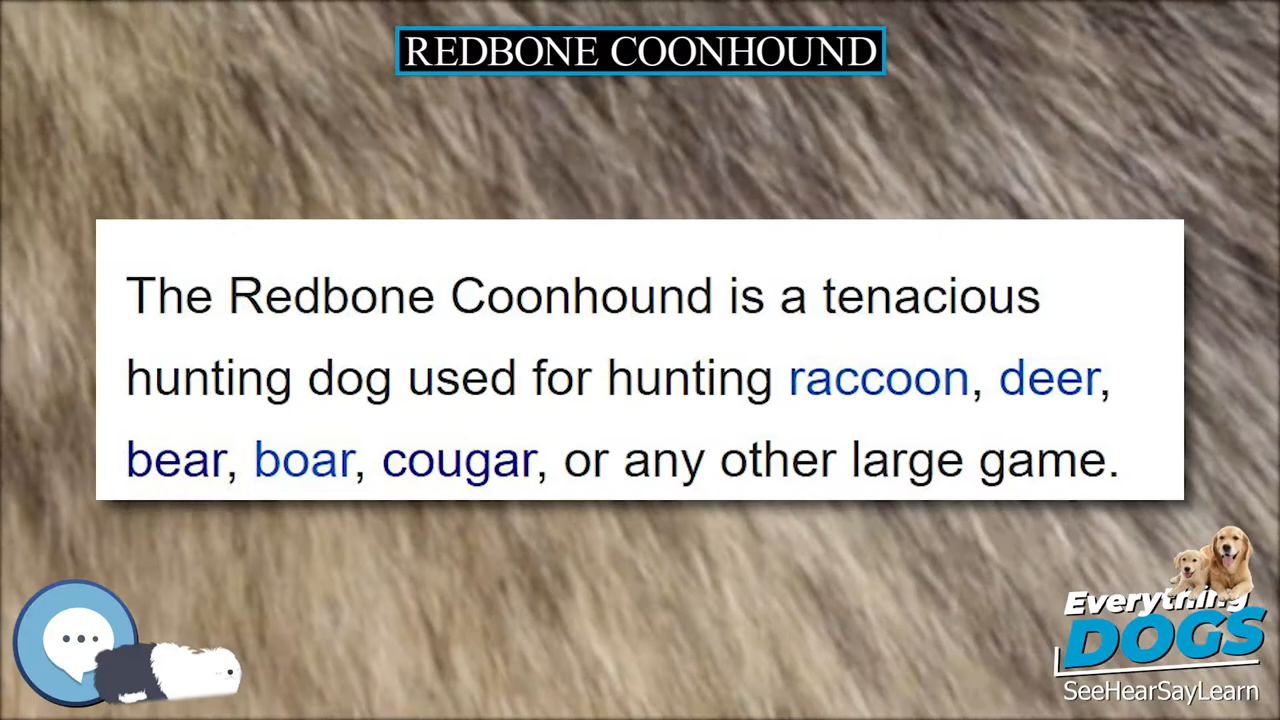 REDBONE COONHOUND
The Redbone Coonhound is a tenacious
hunting dog used for hunting raccoon, deer,
bear, boar, cougar, or any other large game.
Everything
DOGS
SeeHearSayLearn